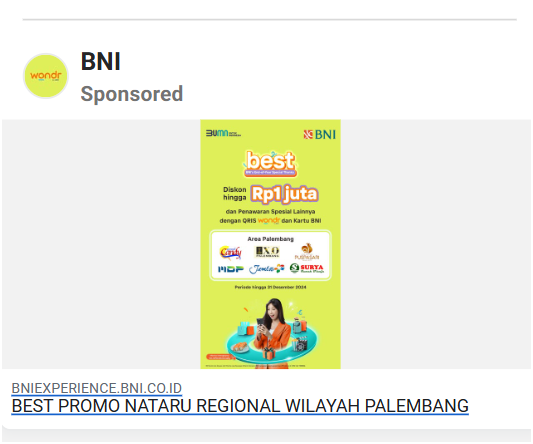 BNI
wondr
Sponsored
BUMN
BNI
best
Diskon
hingga
Rp1 juta
dan Penawaran Spesial Lainnya
dengan QRIS wondr dan Kartu BNI
Area Palembang
Candy
PALEMBANG
MDP
SURYA
Periode hingga 31 Desember 2024
BNIEXPERIENCE.BNI.CO.ID
BEST PROMO NATARU REGIONAL WILAYAH PALEMBANG